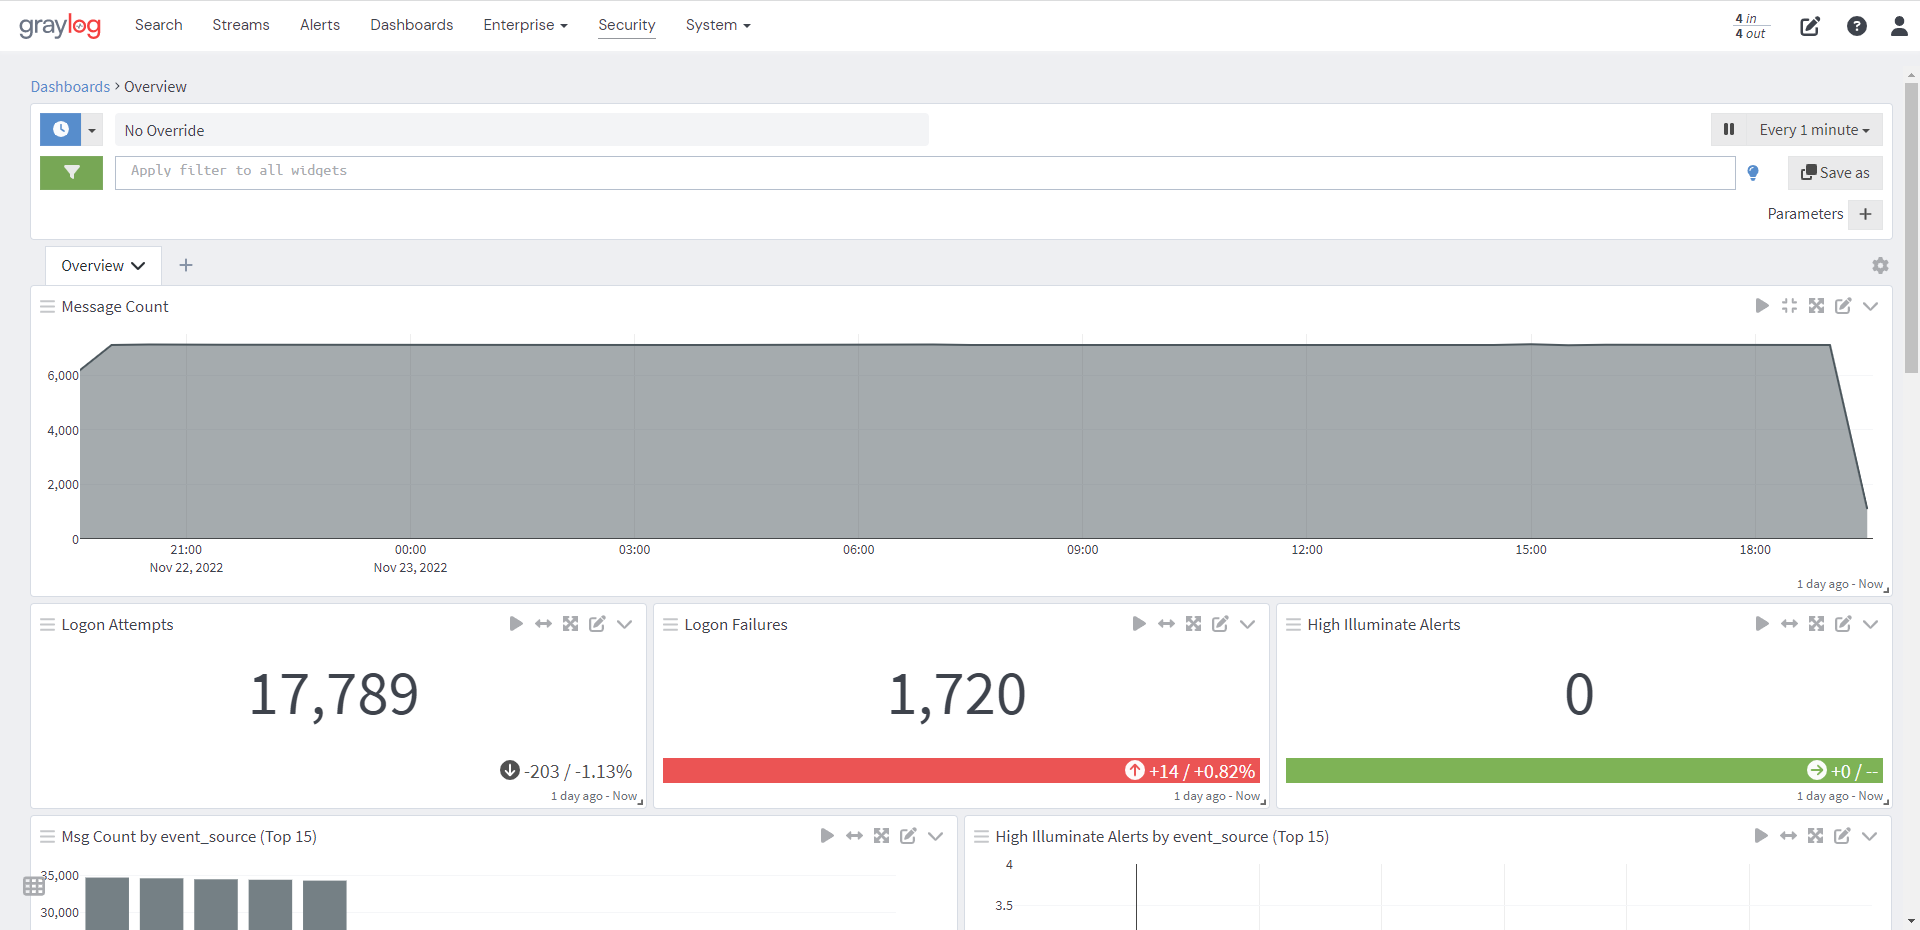 graylog Search Streams Alerts Dashboards Enterprise Security System 4 in
4 out
Dashboards › Overview
No Override Every 1 minute
Apply filter to all widgets Save as
Parameters +
Overview +
Message Count
6,000
4,000
2,000
0
21:00 00:00 03:00 06:00 09:00 12:00 15:00 18:00
Nov 22, 2022 Nov 23, 2022
1 day ago - Now
Logon Attempts
17,789
-203 / -1.13%
1 day ago - Now
Logon Failures
1,720
+14 / +0.82%
1 day ago - Now
High Illuminate Alerts
0
+0 / --
1 day ago - Now
Msg Count by event_source (Top 15)
35,000
30,000
High Illuminate Alerts by event_source (Top 15)
4
3.5